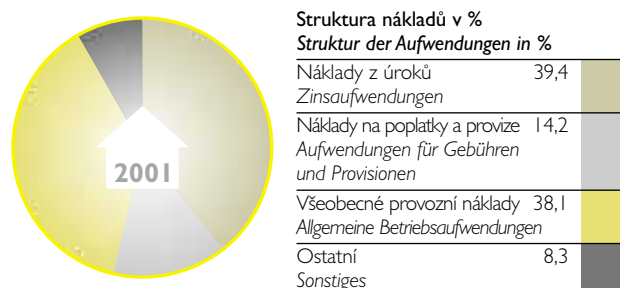 Struktura nákladů v %
Struktur der Aufwendungen in %
Náklady z úroků 39,4
Zinsaufwendungen
Náklady na poplatky a provize 14,2
Aufwendungen für Gebühren
und Provisionen
2001
Všeobecné provozní náklady 38,1
Allgemeine Betriebsaufwendungen
Ostatní 8,3
Sonstiges